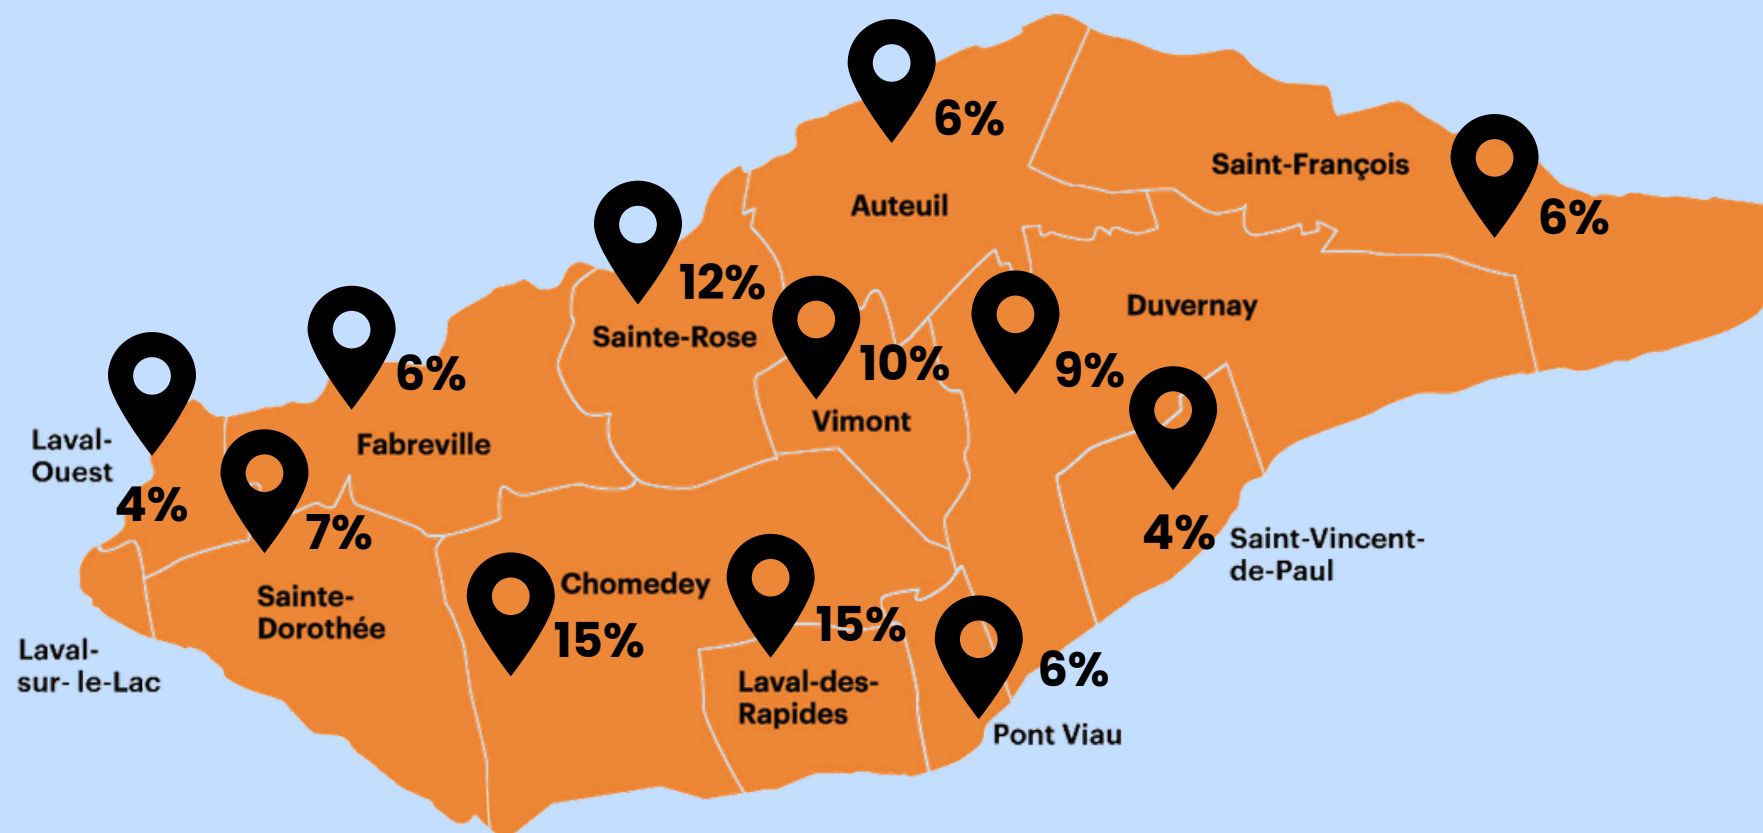 6%
Saint-François
Auteuil
6%
12%
Sainte-Rose
Duvernay
10%
9%
Vimont
6%
Fabreville
Laval-
Ouest
4%
7%
4%
Saint-Vincent-
de-Paul
Sainte-
Dorothée
Chomedey
15%
15%
Laval-
sur- le-Lac
Laval-des-
Rapides
6%
Pont Viau